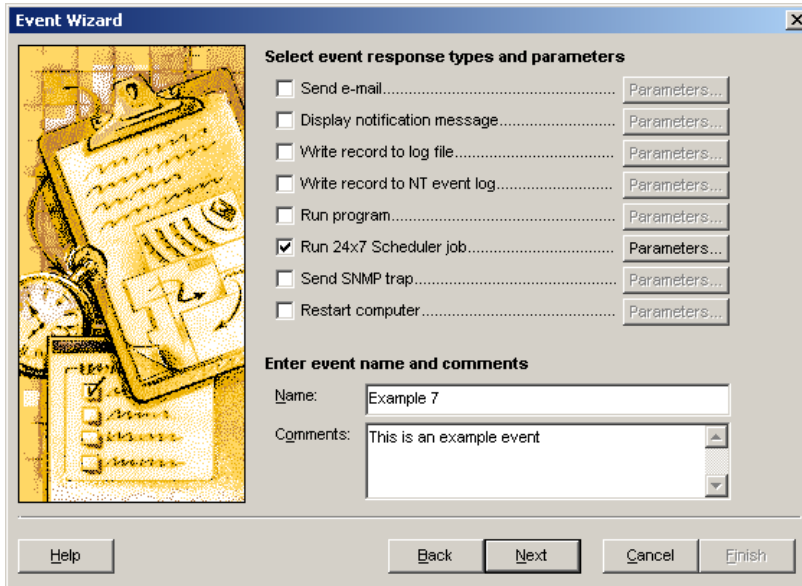 Event Wizard
Select event response types and parameters
Send e-mail............................................................ Parameters...
Display notification message.............................. Parameters...
Write record to log file......................................... Parameters...
Write record to NT event log.............................. Parameters...
Run program.......................................................... Parameters...
Run 24x7 Scheduler job..................................... Parameters...
Send SNMP trap.................................................... Parameters...
Restart computer.................................................. Parameters...
Enter event name and comments
Name: Example 7
Comments: This is an example event
Help Back Next Cancel Finish